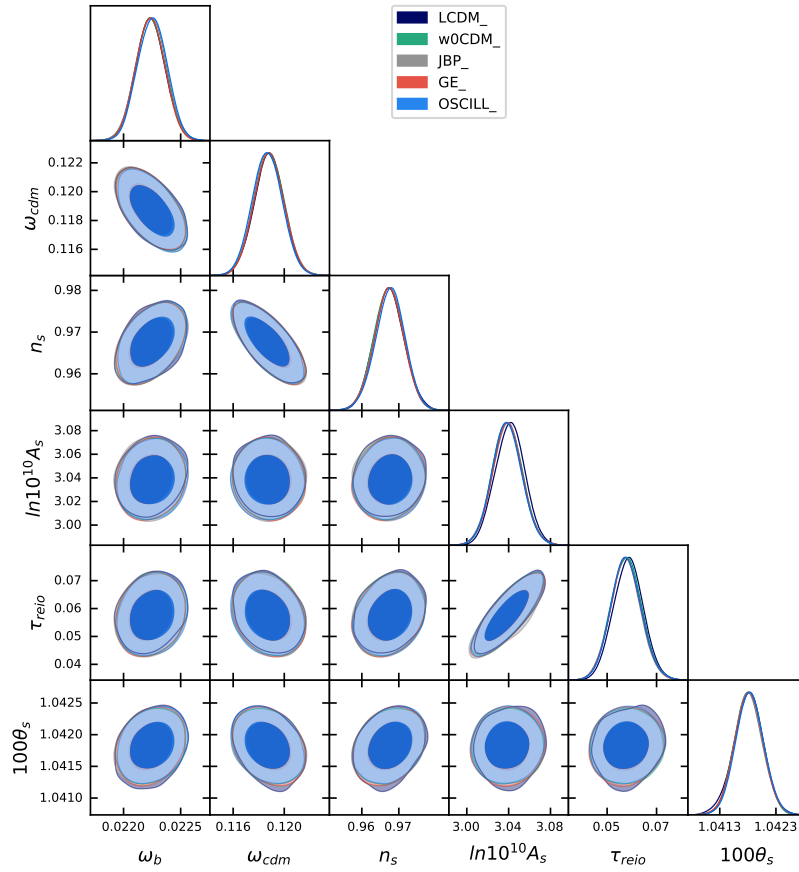 LCDM_
w0CDM_
JBP_
GE_
OSCILL_
0.122
0.120
0.118
0.116
ω_cdm
0.98
0.97
0.96
n_s
3.08
3.06
3.04
3.02
3.00
ln10^10A_s
0.07
0.06
0.05
0.04
τ_reio
1.0425
1.0420
1.0415
1.0410
100θ_s
0.0220 0.0225 0.116 0.120 0.96 0.97 3.00 3.04 3.08 0.05 0.07 1.0413 1.0423
ω_b ω_cdm n_s ln10^10A_s τ_reio 100θ_s